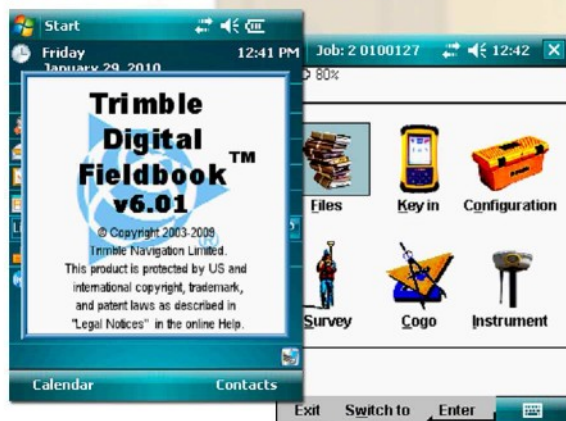 Start
Friday 12:41 PM
January 29, 2010
Trimble
Digital
Fieldbook™
v6.01
© Copyright 2003-2009
Trimble Navigation Limited.
This product is protected by US and
international copyright, trademark,
and patent laws as described in
"Legal Notices" in the online Help.
Calendar Contacts
Job: 2 0100127 12:42
80%
Files Key in Configuration
Survey Cogo Instrument
Exit Switch to Enter